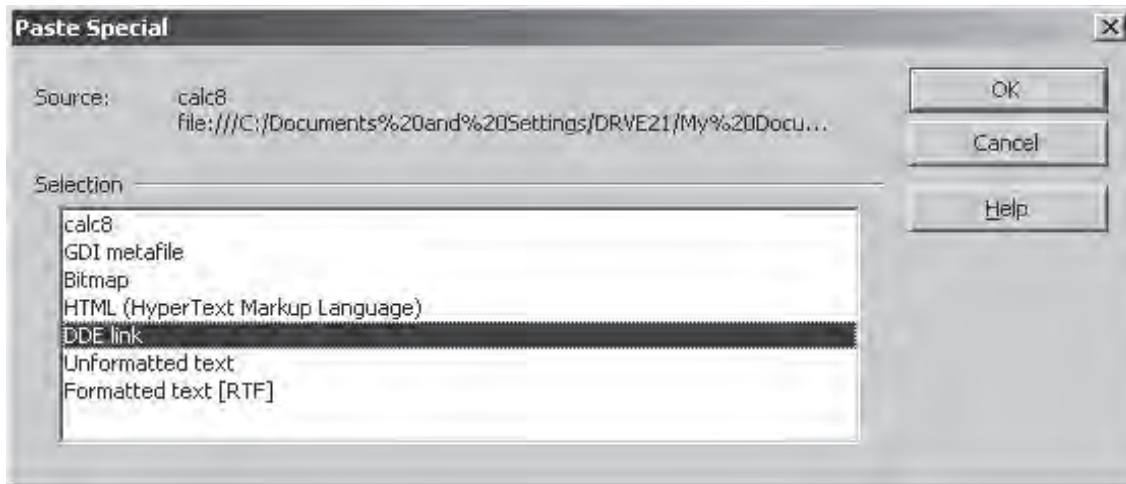 Paste Special
Source: calc8
file:///C:/Documents%20and%20Settings/DRVE21/My%20Docu...
OK
Cancel
Help
Selection
calc8
GDI metafile
Bitmap
HTML (HyperText Markup Language)
DDE link
Unformatted text
Formatted text [RTF]